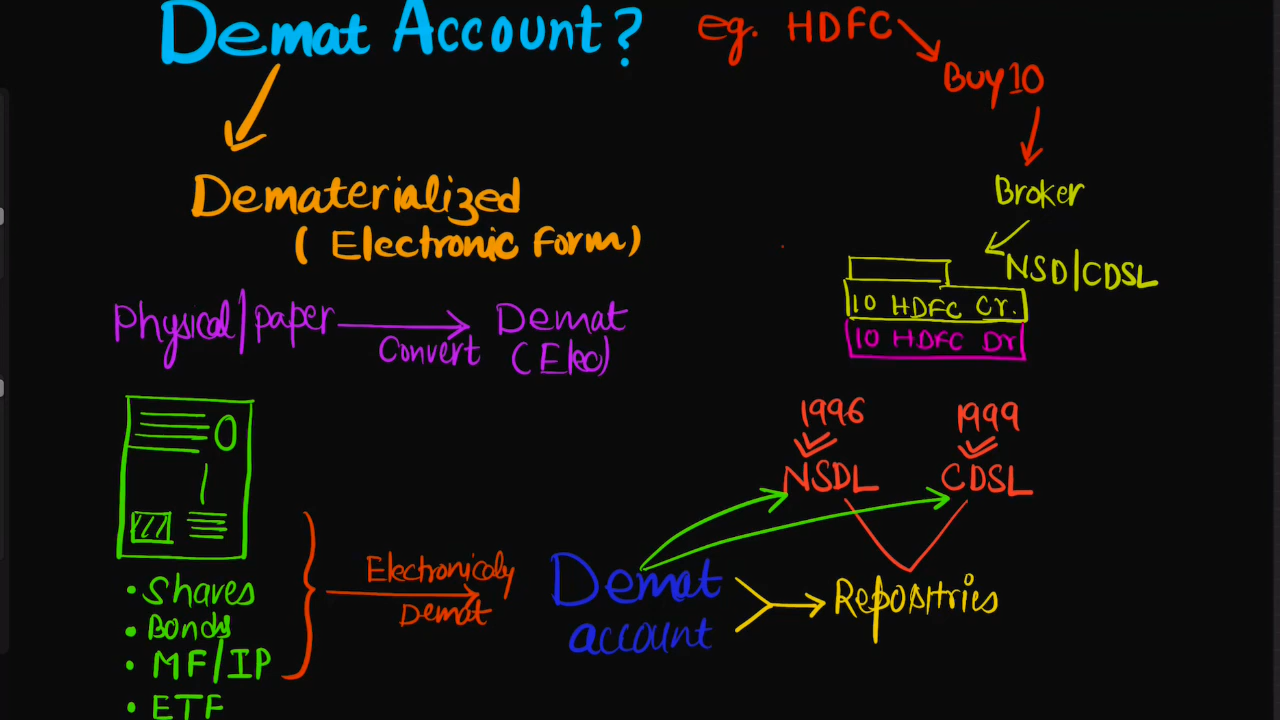 Demat Account?
eg. HDFC
Buy 10
Broker
NSD/CDSL
10 HDFC Cr.
10 HDFC Dr
Dematerialized
(Electronic form)
Physical/paper
Convert
Demat
(Elec)
1996
1999
NSDL
CDSL
• Shares
• Bonds
• MF/IP
• ETF
Electronicaly
Demat
Demat
account
Repositries